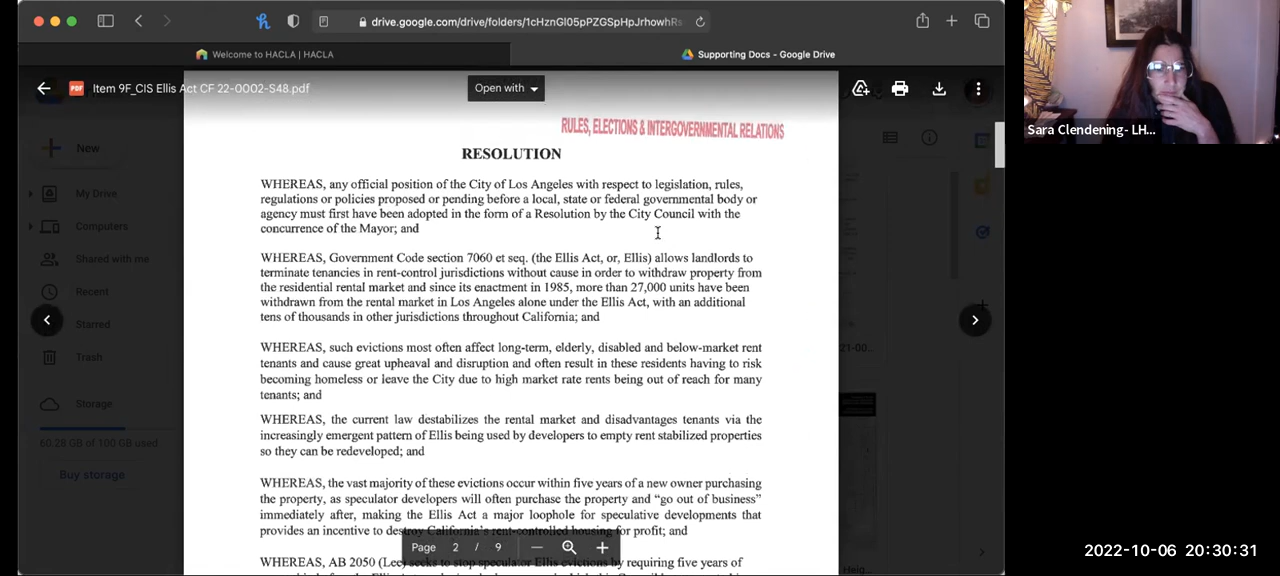 drive.google.com/drive/folders/1cHznGl05pPZGSpHpJrhowhRs
Welcome to HACLA | HACLA
Supporting Docs - Google Drive
Item 9F_CIS Ellis Act CF 22-0002-S48.pdf
Open with
New
My Drive
Computers
Shared with me
Recent
Starred
Trash
Storage
60.28 GB of 100 GB used
Buy storage
RULES, ELECTIONS & INTERGOVERNMENTAL RELATIONS
RESOLUTION
WHEREAS, any official position of the City of Los Angeles with respect to legislation, rules,
regulations or policies proposed or pending before a local, state or federal governmental body or
agency must first have been adopted in the form of a Resolution by the City Council with the
concurrence of the Mayor; and
WHEREAS, Government Code section 7060 et seq. (the Ellis Act, or, Ellis) allows landlords to
terminate tenancies in rent-control jurisdictions without cause in order to withdraw property from
the residential rental market and since its enactment in 1985, more than 27,000 units have been
withdrawn from the rental market in Los Angeles alone under the Ellis Act, with an additional
tens of thousands in other jurisdictions throughout California; and
WHEREAS, such evictions most often affect long-term, elderly, disabled and below-market rent
tenants and cause great upheaval and disruption and often result in these residents having to risk
becoming homeless or leave the City due to high market rate rents being out of reach for many
tenants; and
WHEREAS, the current law destabilizes the rental market and disadvantages tenants via the
increasingly emergent pattern of Ellis being used by developers to empty rent stabilized properties
so they can be redeveloped; and
WHEREAS, the vast majority of these evictions occur within five years of a new owner purchasing
the property, as speculator developers will often purchase the property and “go out of business”
immediately after, making the Ellis Act a major loophole for speculative developments that
provides an incentive to destroy California's rent-controlled housing for profit; and
WHEREAS, AB 2050 (Lee) seeks to stop speculator Ellis evictions by requiring five years of
Page 2 / 9
Sara Clendening- LH...
2022-10-06 20:30:31